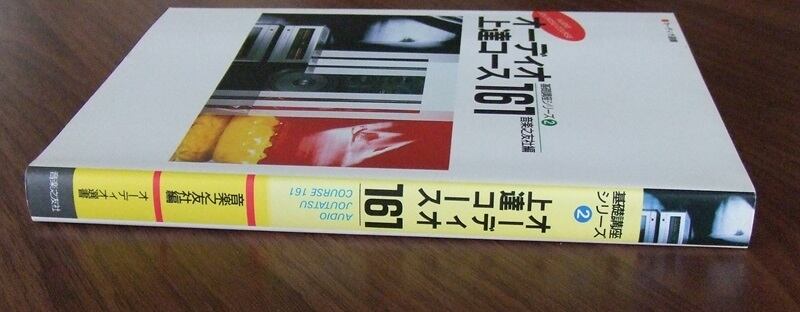 オーディオ
上達コース161
基礎講座シリーズ2
音楽之友社編
基礎講座
シリーズ
2
オーディオ
上達コース
161
AUDIO
JOUTATSU
COURSE 161
音楽之友社編
オーディオ選書
音楽之友社